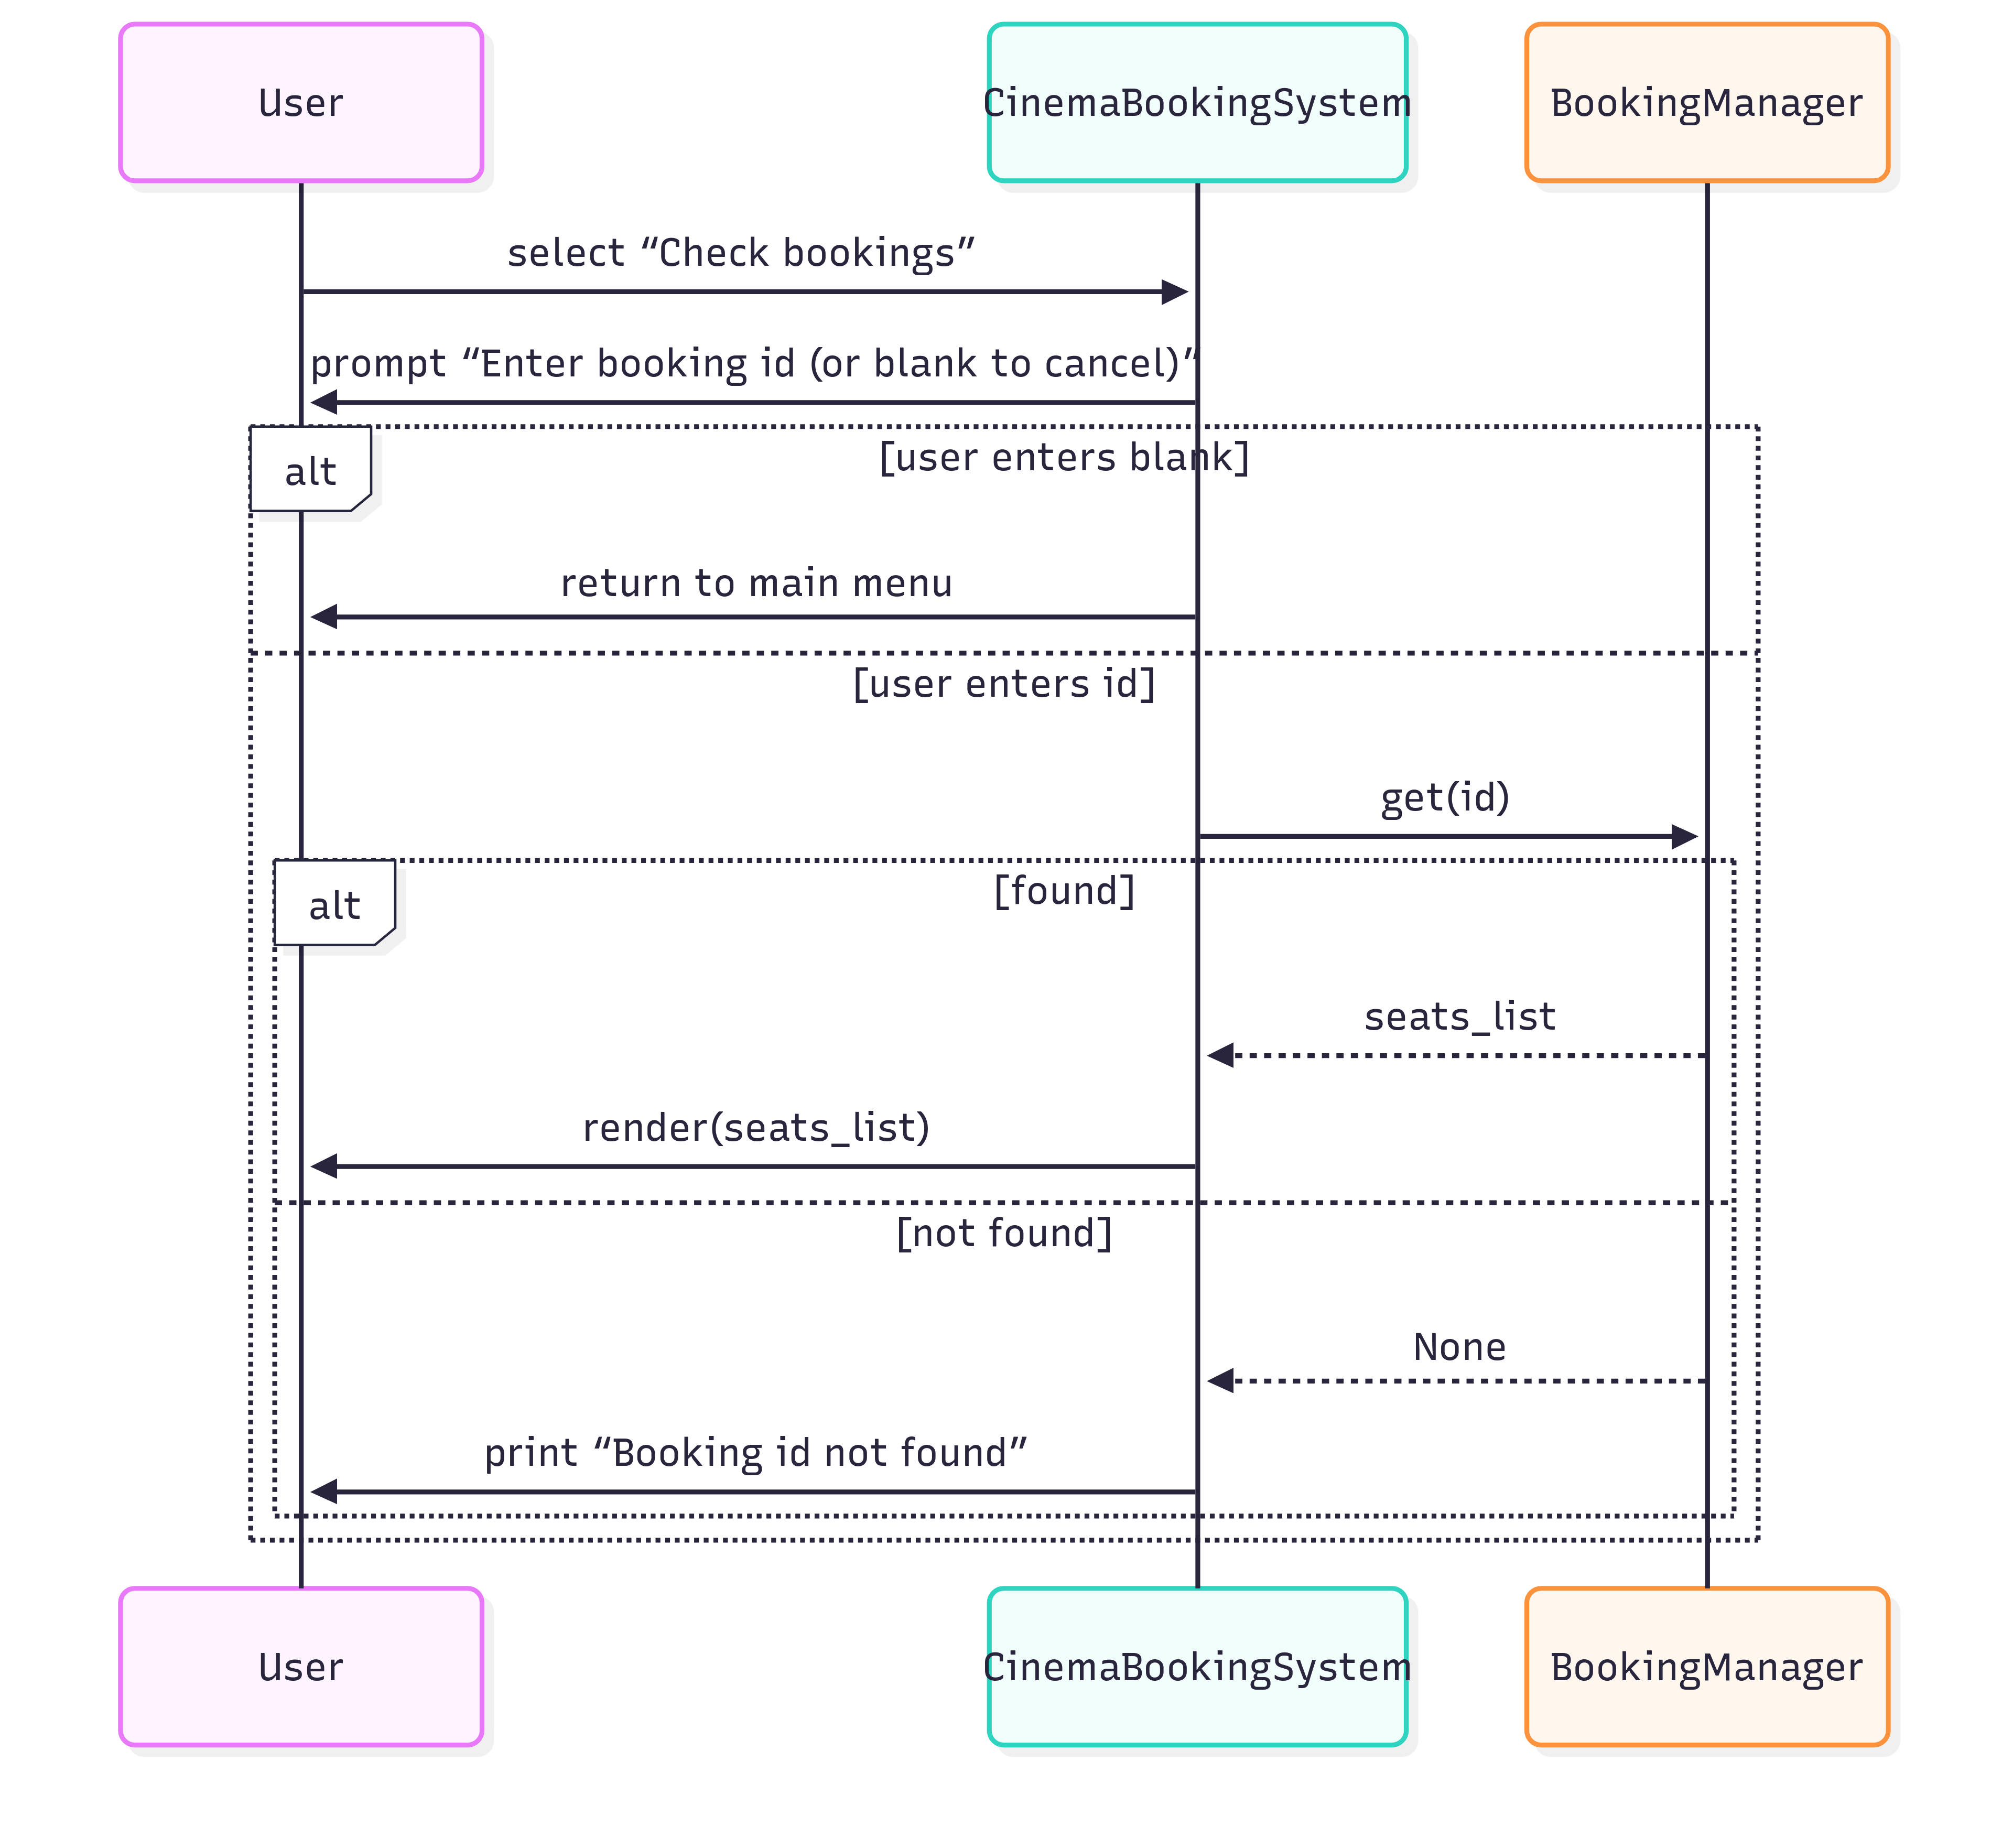 User
CinemaBookingSystem
BookingManager
select “Check bookings”
prompt “Enter booking id (or blank to cancel)”
alt
[user enters blank]
return to main menu
[user enters id]
get(id)
alt
[found]
seats_list
render(seats_list)
[not found]
None
print “Booking id not found”
User
CinemaBookingSystem
BookingManager